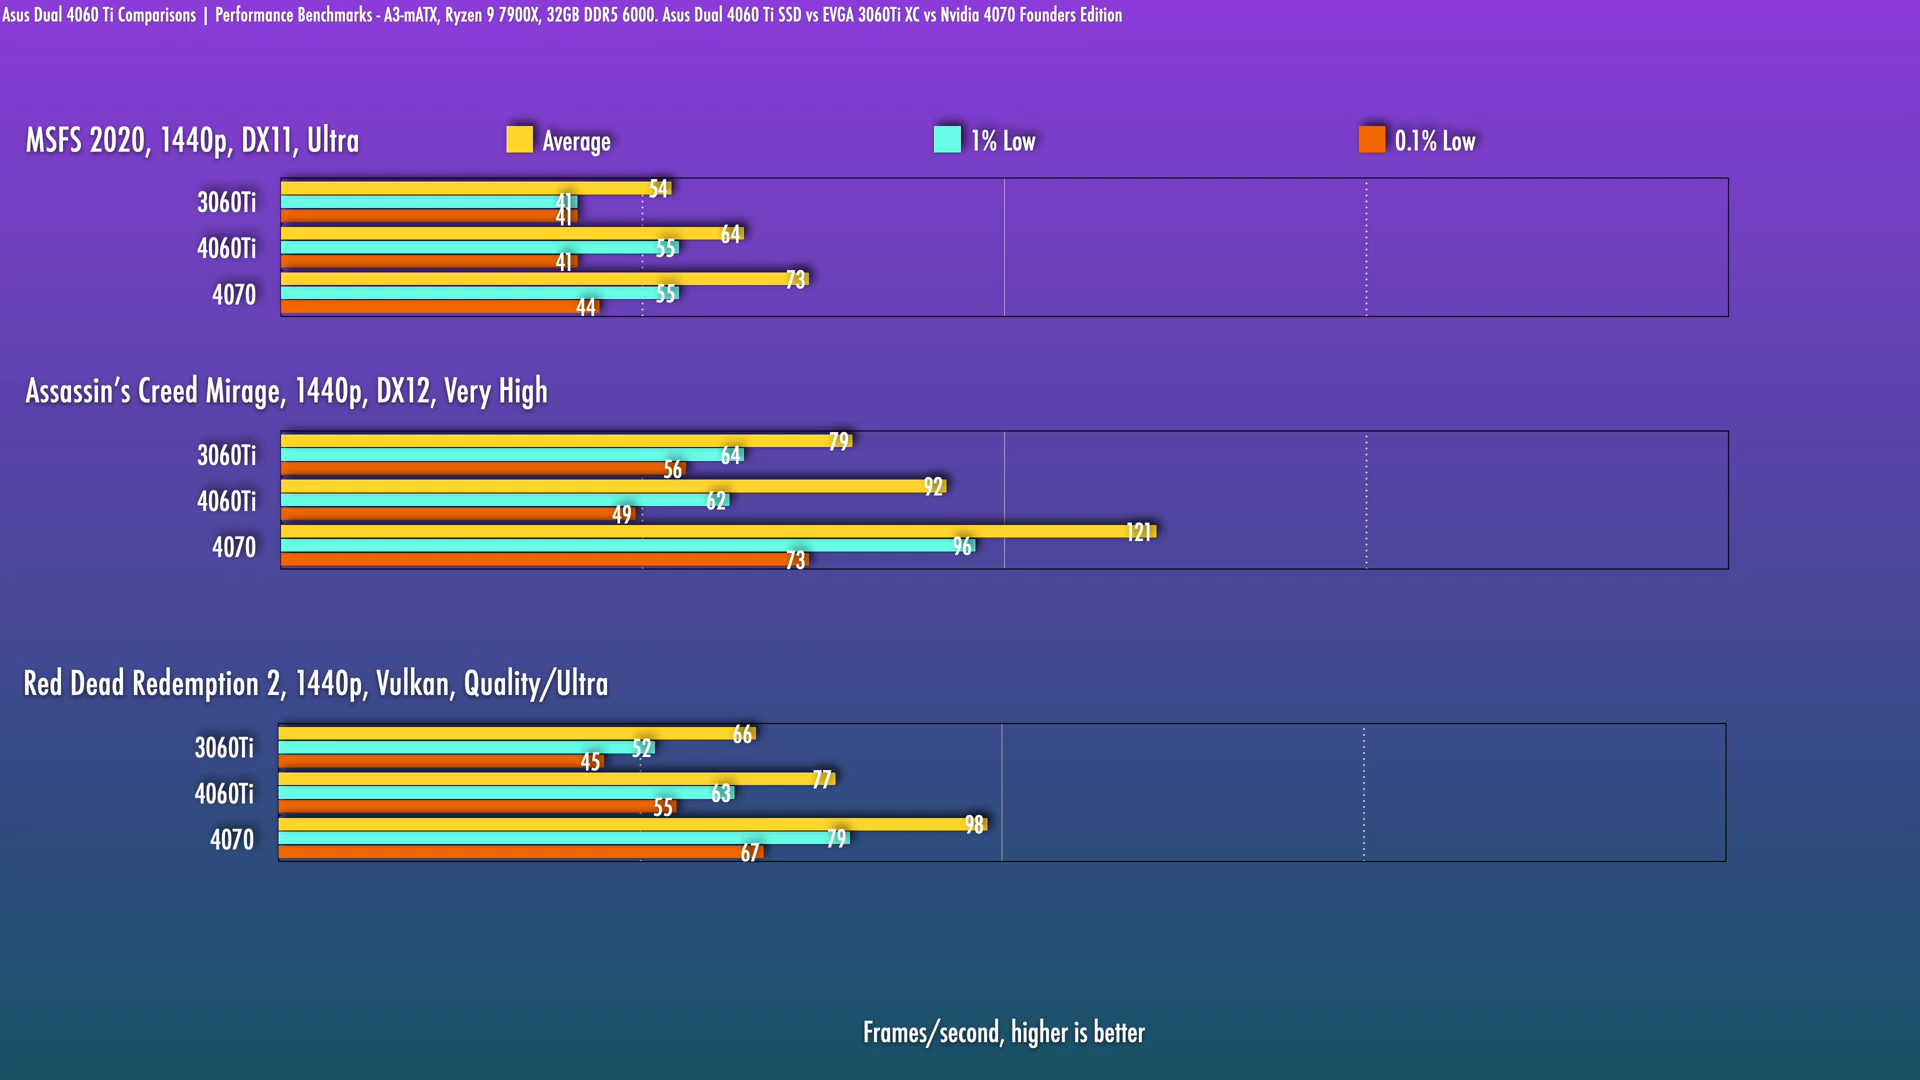 Asus Dual 4060 Ti Comparisons | Performance Benchmarks - A3-mATX, Ryzen 9 7900X, 32GB DDR5 6000. Asus Dual 4060 Ti SSD vs EVGA 3060Ti XC vs Nvidia 4070 Founders Edition
MSFS 2020, 1440p, DX11, Ultra
Average
1% Low
0.1% Low
3060Ti
54
41
41
4060Ti
64
55
41
4070
73
55
44
Assassin’s Creed Mirage, 1440p, DX12, Very High
3060Ti
79
64
56
4060Ti
92
62
49
4070
121
96
73
Red Dead Redemption 2, 1440p, Vulkan, Quality/Ultra
3060Ti
66
52
45
4060Ti
77
63
55
4070
98
79
67
Frames/second, higher is better